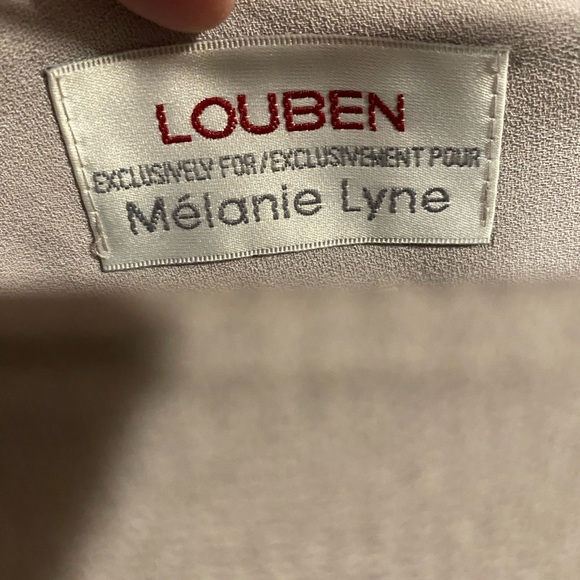 LOUBEN
EXCLUSIVELY FOR/EXCLUSIVEMENT POUR
Mélanie Lyne